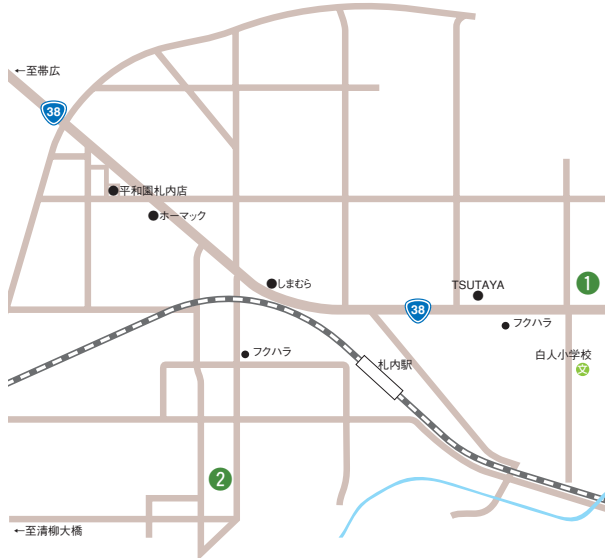 ←至帯広
38
平和園札内店
ホーマック
しまむら
TSUTAYA
1
38
フクハラ
フクハラ
札内駅
白人小学校
文
2
←至清柳大橋